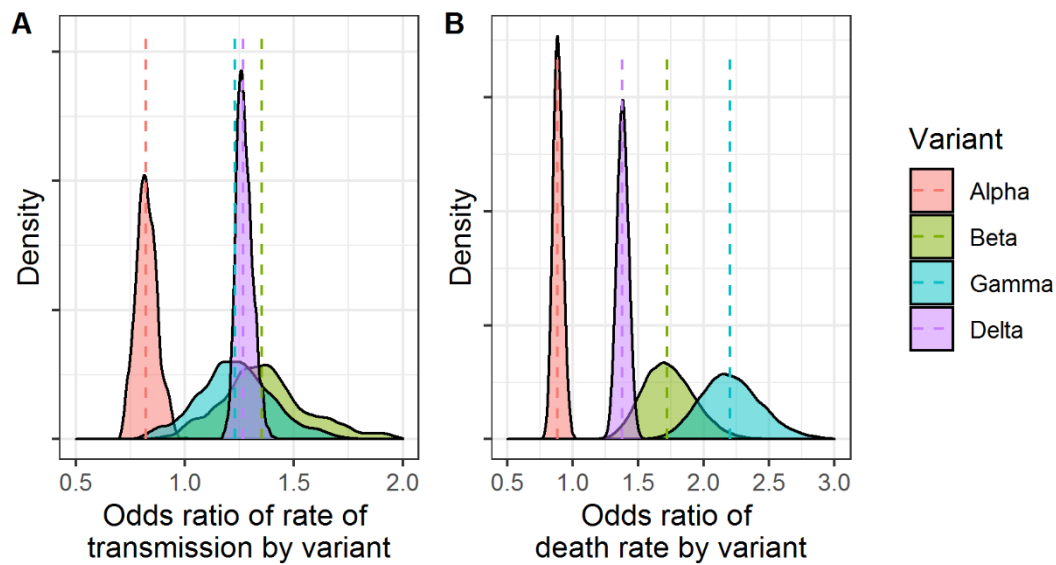 A
Density
0.5 1.0 1.5 2.0
Odds ratio of rate of
transmission by variant
B
Density
0.5 1.0 1.5 2.0 2.5 3.0
Odds ratio of
death rate by variant
Variant
Alpha
Beta
Gamma
Delta